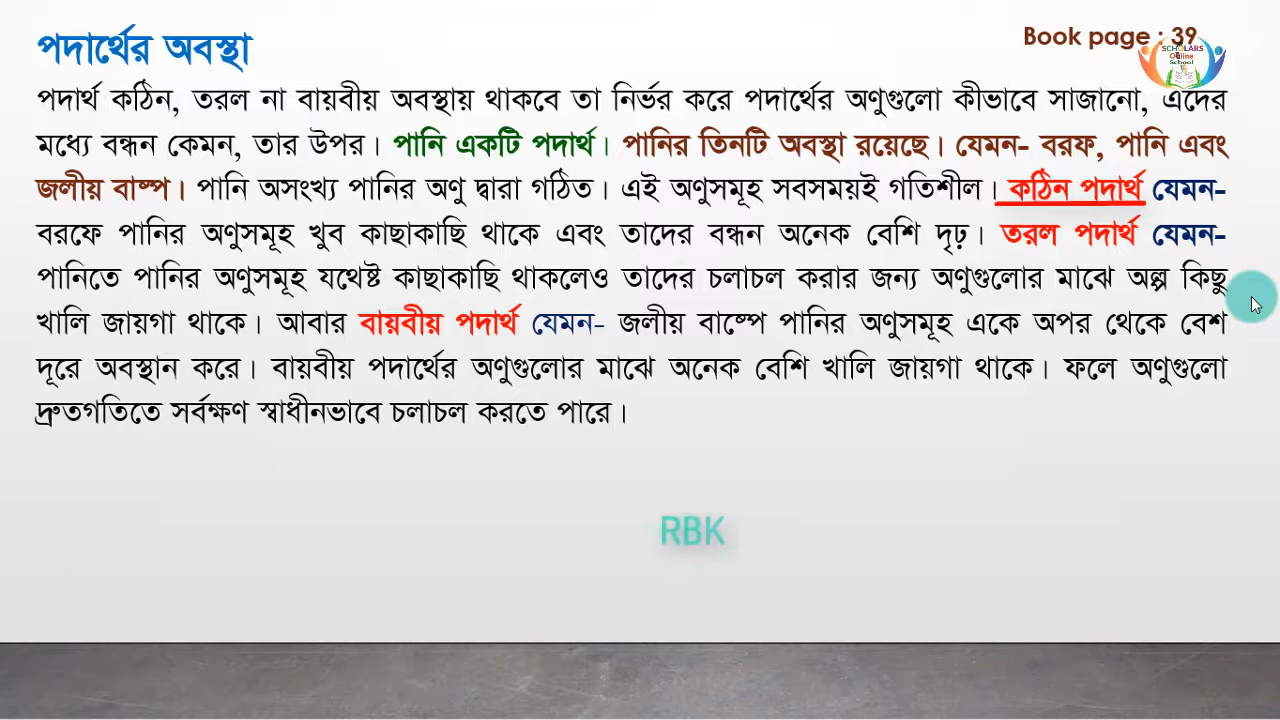 পদার্থের অবস্থা
Book page : 39
SCHOLARS
Online
School
পদার্থ কঠিন, তরল না বায়বীয় অবস্থায় থাকবে তা নির্ভর করে পদার্থের অণুগুলো কীভাবে সাজানো, এদের
মধ্যে বন্ধন কেমন, তার উপর। পানি একটি পদার্থ। পানির তিনটি অবস্থা রয়েছে। যেমন- বরফ, পানি এবং
জলীয় বাষ্প। পানি অসংখ্য পানির অণু দ্বারা গঠিত। এই অণুসমূহ সবসময়ই গতিশীল। কঠিন পদার্থ যেমন-
বরফে পানির অণুসমূহ খুব কাছাকাছি থাকে এবং তাদের বন্ধন অনেক বেশি দৃঢ়। তরল পদার্থ যেমন-
পানিতে পানির অণুসমূহ যথেষ্ট কাছাকাছি থাকলেও তাদের চলাচল করার জন্য অণুগুলোর মাঝে অল্প কিছু
খালি জায়গা থাকে। আবার বায়বীয় পদার্থ যেমন- জলীয় বাষ্পে পানির অণুসমূহ একে অপর থেকে বেশ
দূরে অবস্থান করে। বায়বীয় পদার্থের অণুগুলোর মাঝে অনেক বেশি খালি জায়গা থাকে। ফলে অণুগুলো
দ্রুতগতিতে সর্বক্ষণ স্বাধীনভাবে চলাচল করতে পারে।
RBK